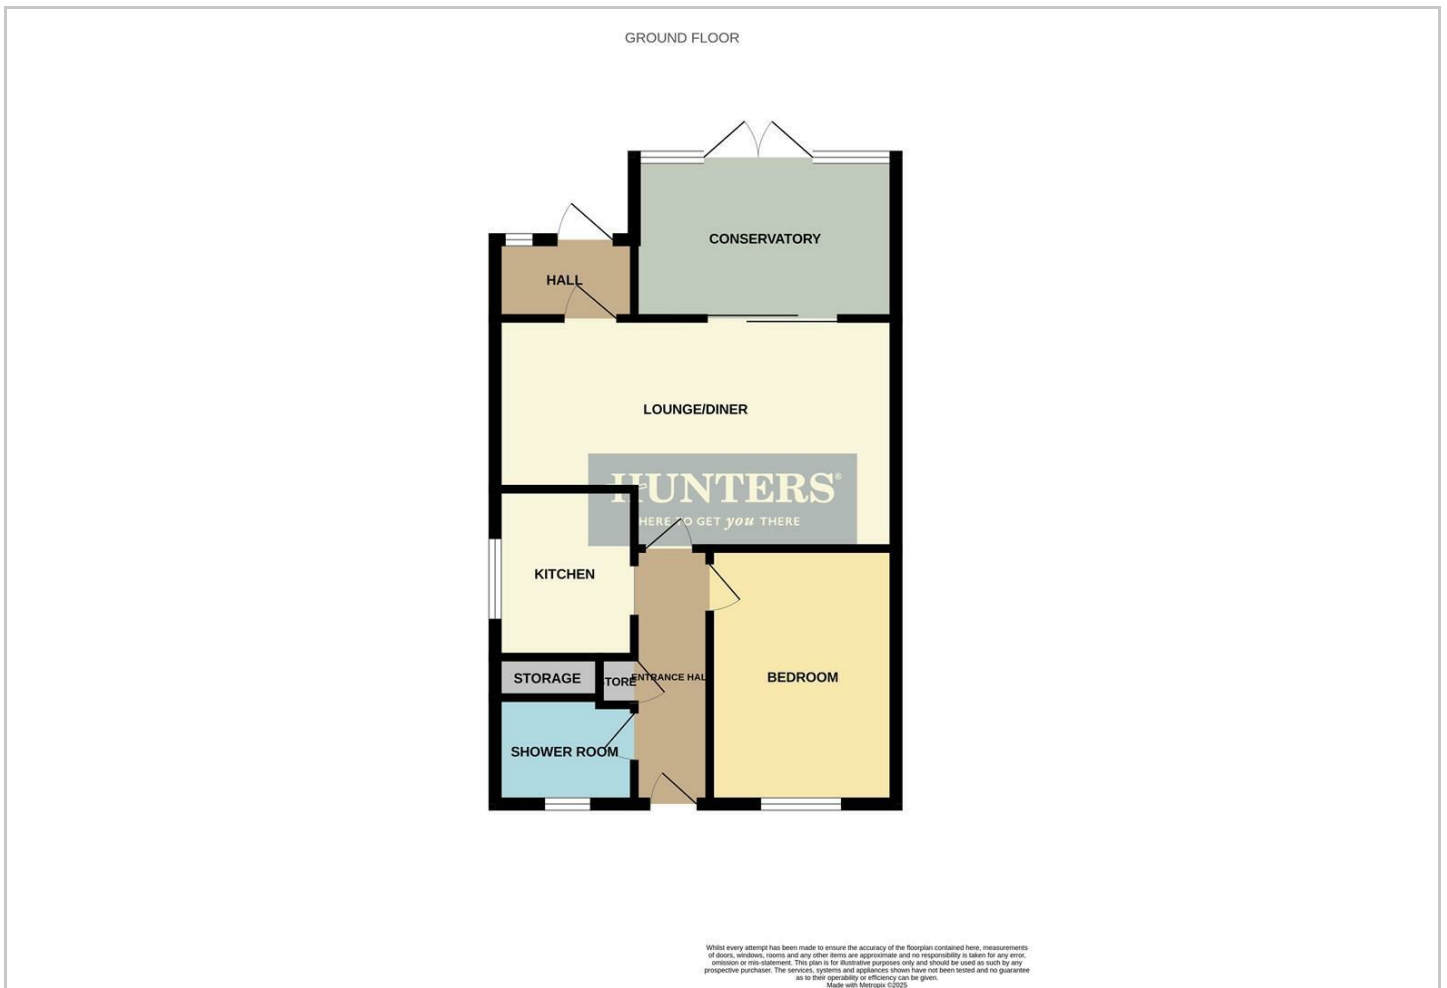 GROUND FLOOR
CONSERVATORY
HALL
LOUNGE/DINER
HUNTERS®
HERE TO GET you THERE
KITCHEN
STORAGE
STORE
ENTRANCE HALL
BEDROOM
SHOWER ROOM
Whilst every attempt has been made to ensure the accuracy of the floorplan contained here, measurements
of doors, windows, rooms and any other items are approximate and no responsibility is taken for any error,
omission or mis-statement. This plan is for illustrative purposes only and should be used as such by any
prospective purchaser. The services, systems and appliances shown have not been tested and no guarantee
as to their operability or efficiency can be given.
Made with Metropix ©2025